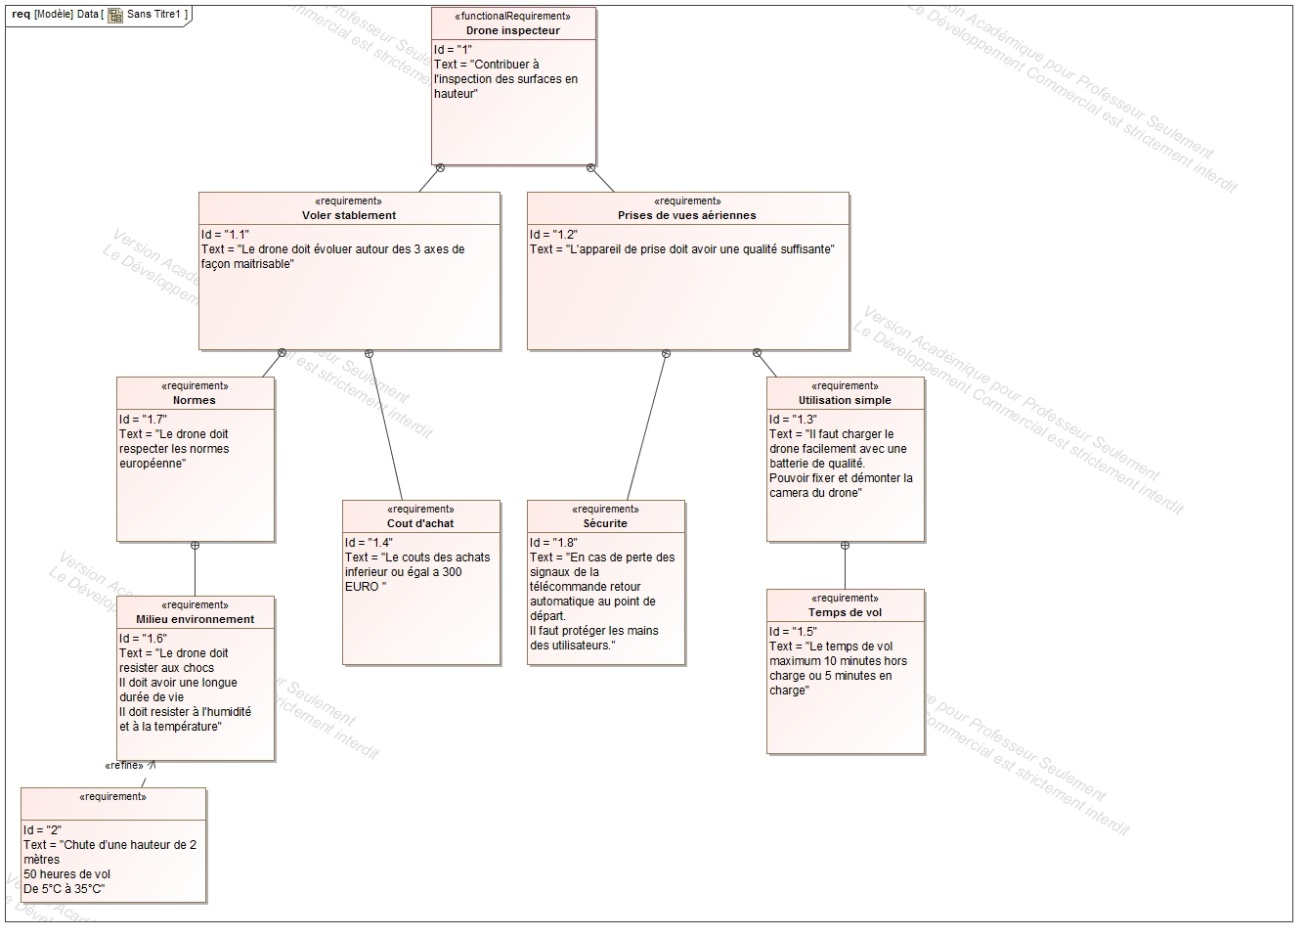 req [Modèle] Data [ Sans Titre1 ]
«functionalRequirement»
Drone inspecteur
Id = "1"
Text = "Contribuer à
l'inspection des surfaces en
hauteur"
«requirement»
Voler stablement
Id = "1.1"
Text = "Le drone doit évoluer autour des 3 axes de
façon maitrisable"
«requirement»
Prises de vues aériennes
Id = "1.2"
Text = "L'appareil de prise doit avoir une qualité suffisante"
«requirement»
Normes
Id = "1.7"
Text = "Le drone doit
respecter les normes
européenne"
«requirement»
Cout d'achat
Id = "1.4"
Text = "Le couts des achats
inferieur ou égal a 300
EURO "
«requirement»
Sécurite
Id = "1.8"
Text = "En cas de perte des
signaux de la
télécommande retour
automatique au point de
départ.
Il faut protéger les mains
des utilisateurs."
«requirement»
Utilisation simple
Id = "1.3"
Text = "Il faut charger le
drone facilement avec une
batterie de qualité.
Pouvoir fixer et démonter la
camera du drone"
«requirement»
Milieu environnement
Id = "1.6"
Text = "Le drone doit
resister aux chocs
Il doit avoir une longue
durée de vie
Il doit resister à l'humidité
et à la température"
«requirement»
Temps de vol
Id = "1.5"
Text = "Le temps de vol
maximum 10 minutes hors
charge ou 5 minutes en
charge"
«refine»
«requirement»
Id = "2"
Text = "Chute d'une hauteur de 2
mètres
50 heures de vol
De 5°C à 35°C"
Version Académique pour Professeur Seulement
Le Développement Commercial est strictement interdit